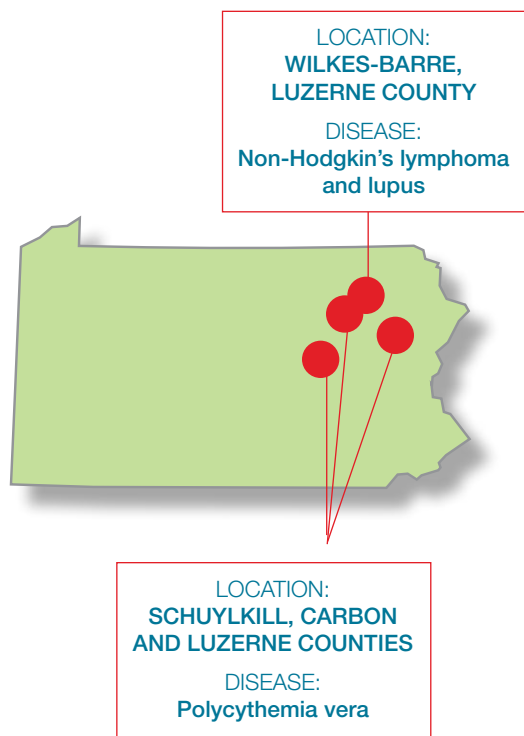 LOCATION:
WILKES-BARRE,
LUZERNE COUNTY
DISEASE:
Non-Hodgkin’s lymphoma
and lupus
LOCATION:
SCHUYLKILL, CARBON
AND LUZERNE COUNTIES
DISEASE:
Polycythemia vera